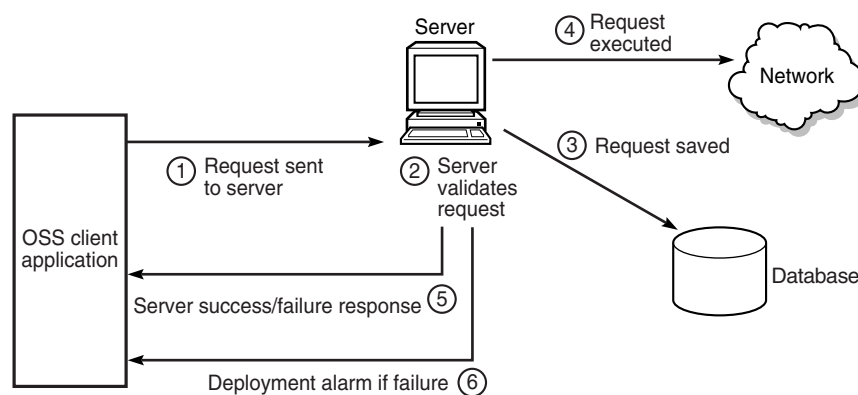 Server
4 Request
executed
Network
1 Request sent
to server
2 Server
validates
request
3 Request saved
OSS client
application
Database
Server success/failure response 5
Deployment alarm if failure 6